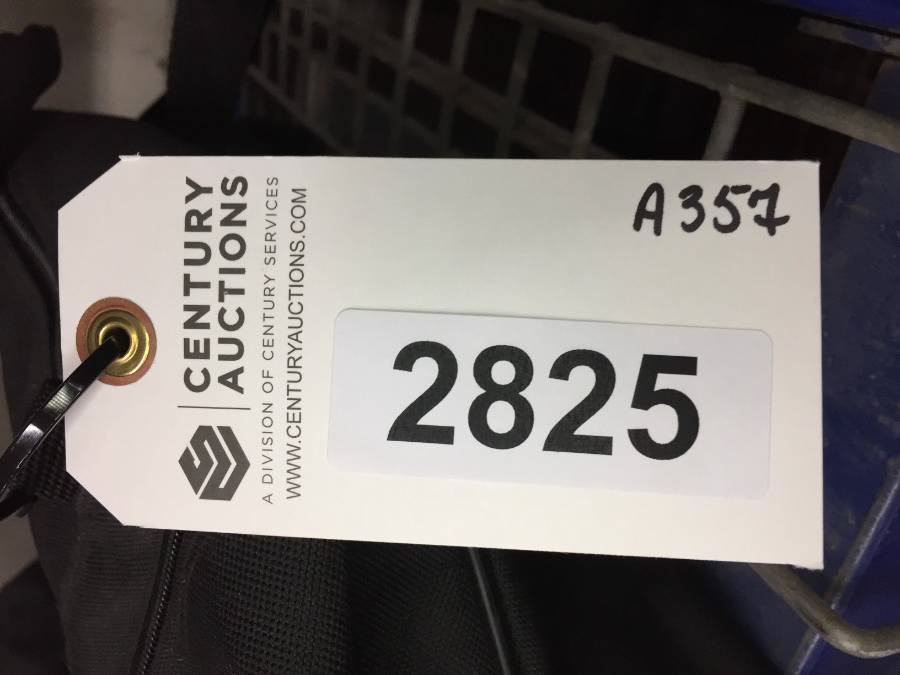 CENTURY
AUCTIONS
A DIVISION OF CENTURY SERVICES
WWW.CENTURYAUCTIONS.COM
A357
2825